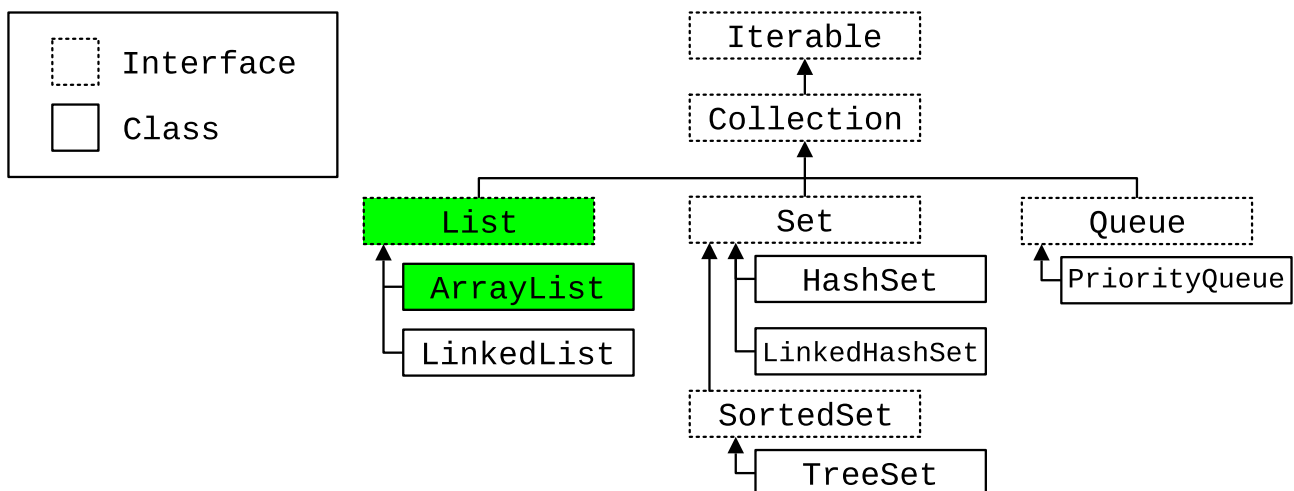 Interface
Class
Iterable
Collection
List
Set
Queue
ArrayList
HashSet
PriorityQueue
LinkedList
LinkedHashSet
SortedSet
TreeSet